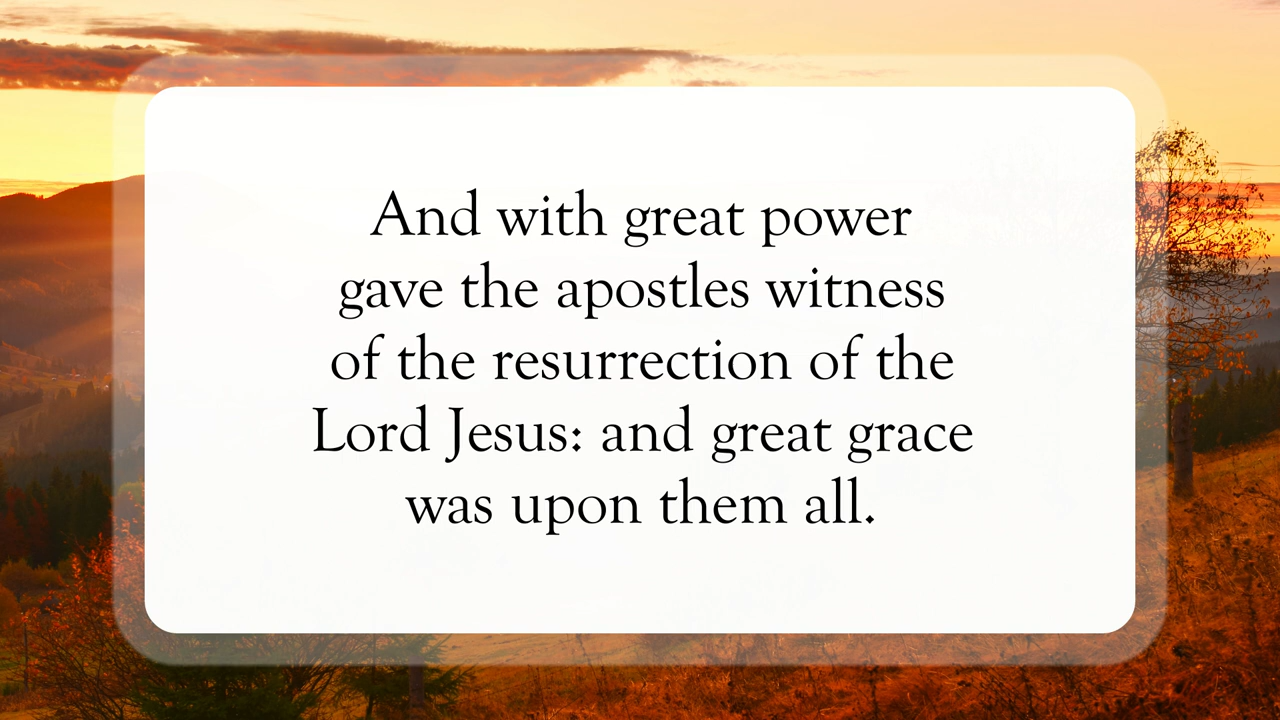 And with great power
gave the apostles witness
of the resurrection of the
Lord Jesus: and great grace
was upon them all.